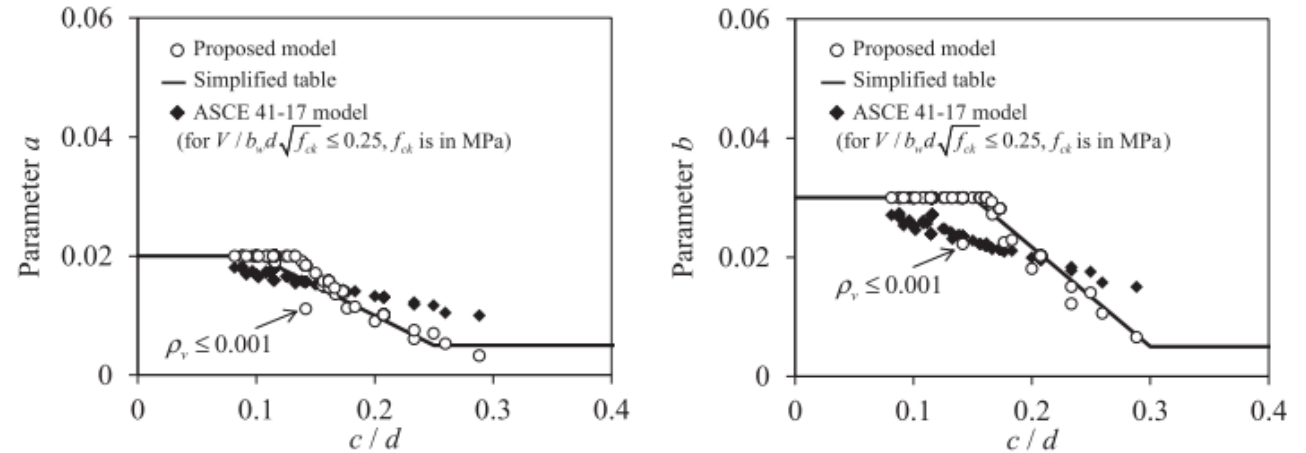 0.06
0.04
0.02
0
Parameter a
Proposed model
Simplified table
ASCE 41-17 model
(for V / b_w d√f_ck ≤ 0.25, f_ck is in MPa)
ρ_v ≤ 0.001
0 0.1 0.2 0.3 0.4
c / d
0.06
0.04
0.02
0
Parameter b
Proposed model
Simplified table
ASCE 41-17 model
(for V / b_w d√f_ck ≤ 0.25, f_ck is in MPa)
ρ_v ≤ 0.001
0 0.1 0.2 0.3 0.4
c / d